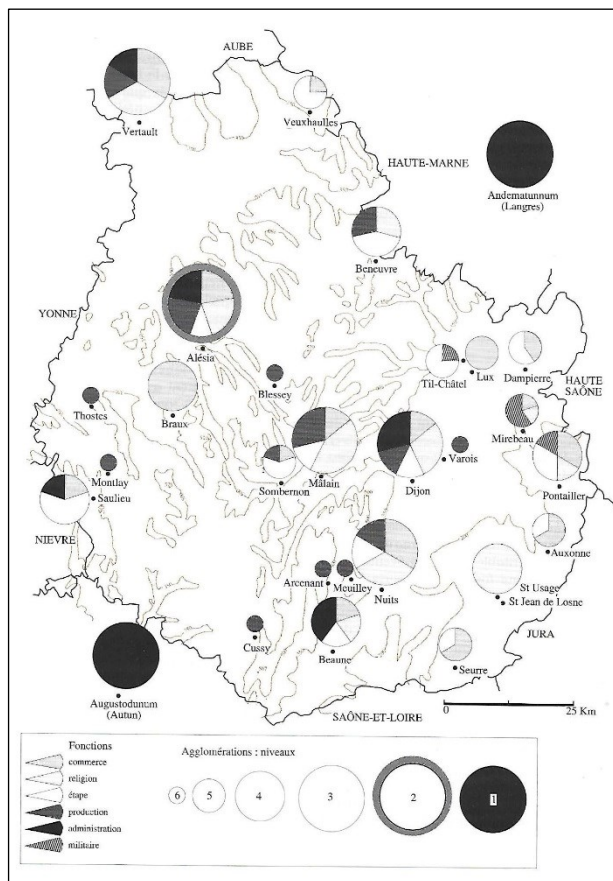 AUBE
Vertault
Veuxhaulles
HAUTE-MARNE
Andematunnum
(Langres)
Beneuvre
YONNE
Alésia
Blessey
Til-Châtel
Lux
Dampierre
HAUTE
SAÔNE
Thostes
Braux
Mirebeau
Montlay
Saulieu
Sombernon
Mâlain
Dijon
Varois
Pontailler
NIEVRE
Auxonne
Arcenant
Meuilley
Nuits
St Usage
St Jean de Losne
Cussy
Beaune
Seurre
JURA
Augustodunum
(Autun)
SAÔNE-ET-LOIRE
25 Km
Fonctions
commerce
religion
étape
production
administration
militaire
Agglomérations : niveaux
6 5 4 3 2 1